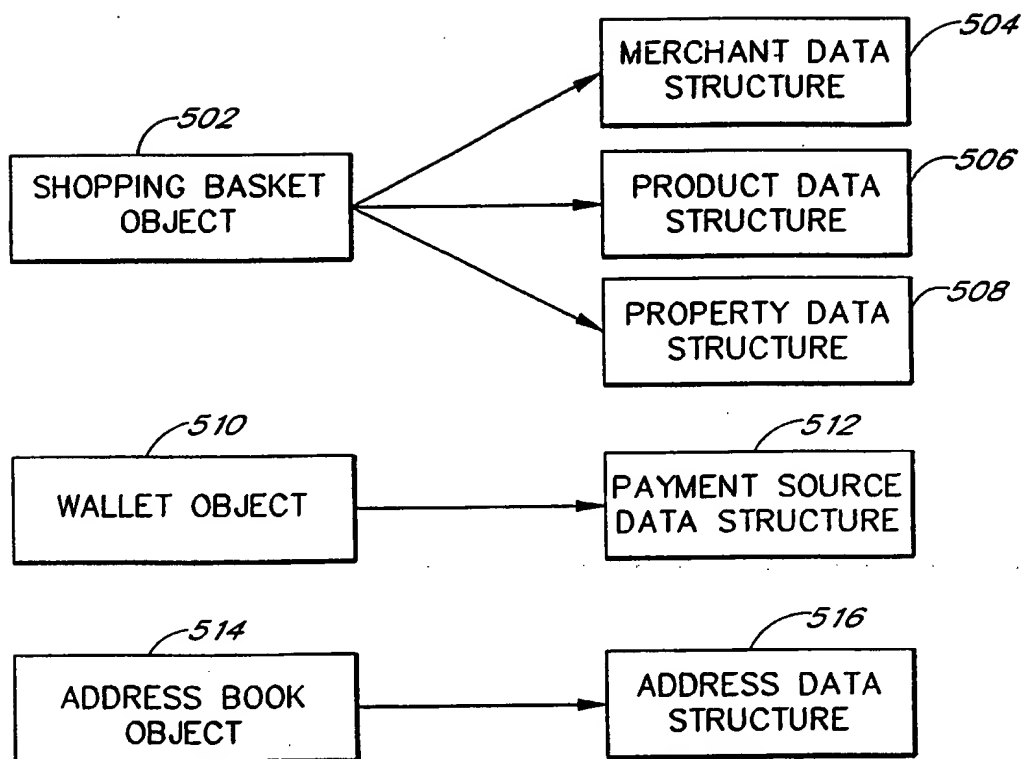 504
MERCHANT DATA
STRUCTURE
502
SHOPPING BASKET
OBJECT
506
PRODUCT DATA
STRUCTURE
508
PROPERTY DATA
STRUCTURE
510
WALLET OBJECT
512
PAYMENT SOURCE
DATA STRUCTURE
514
ADDRESS BOOK
OBJECT
516
ADDRESS DATA
STRUCTURE